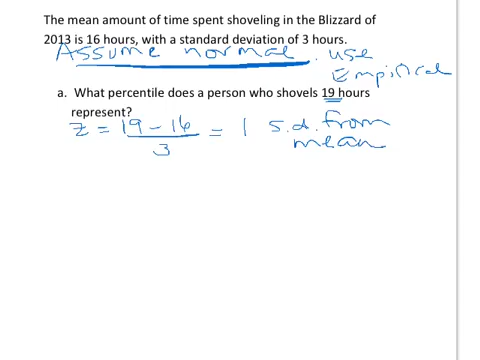 The mean amount of time spent shoveling in the Blizzard of
2013 is 16 hours, with a standard deviation of 3 hours.
Assume normal. use
Empirical
a. What percentile does a person who shovels 19 hours
represent?
z = 19 - 16 / 3 = 1 s.d. from
mean